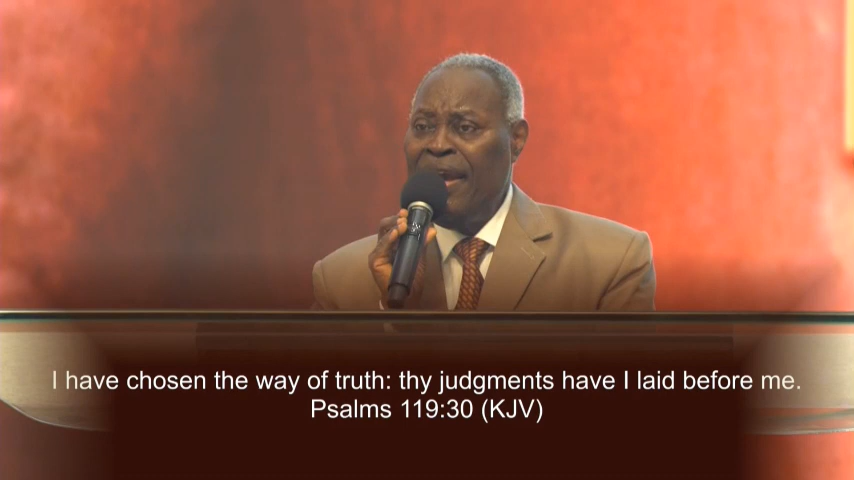 I have chosen the way of truth: thy judgments have I laid before me.
Psalms 119:30 (KJV)